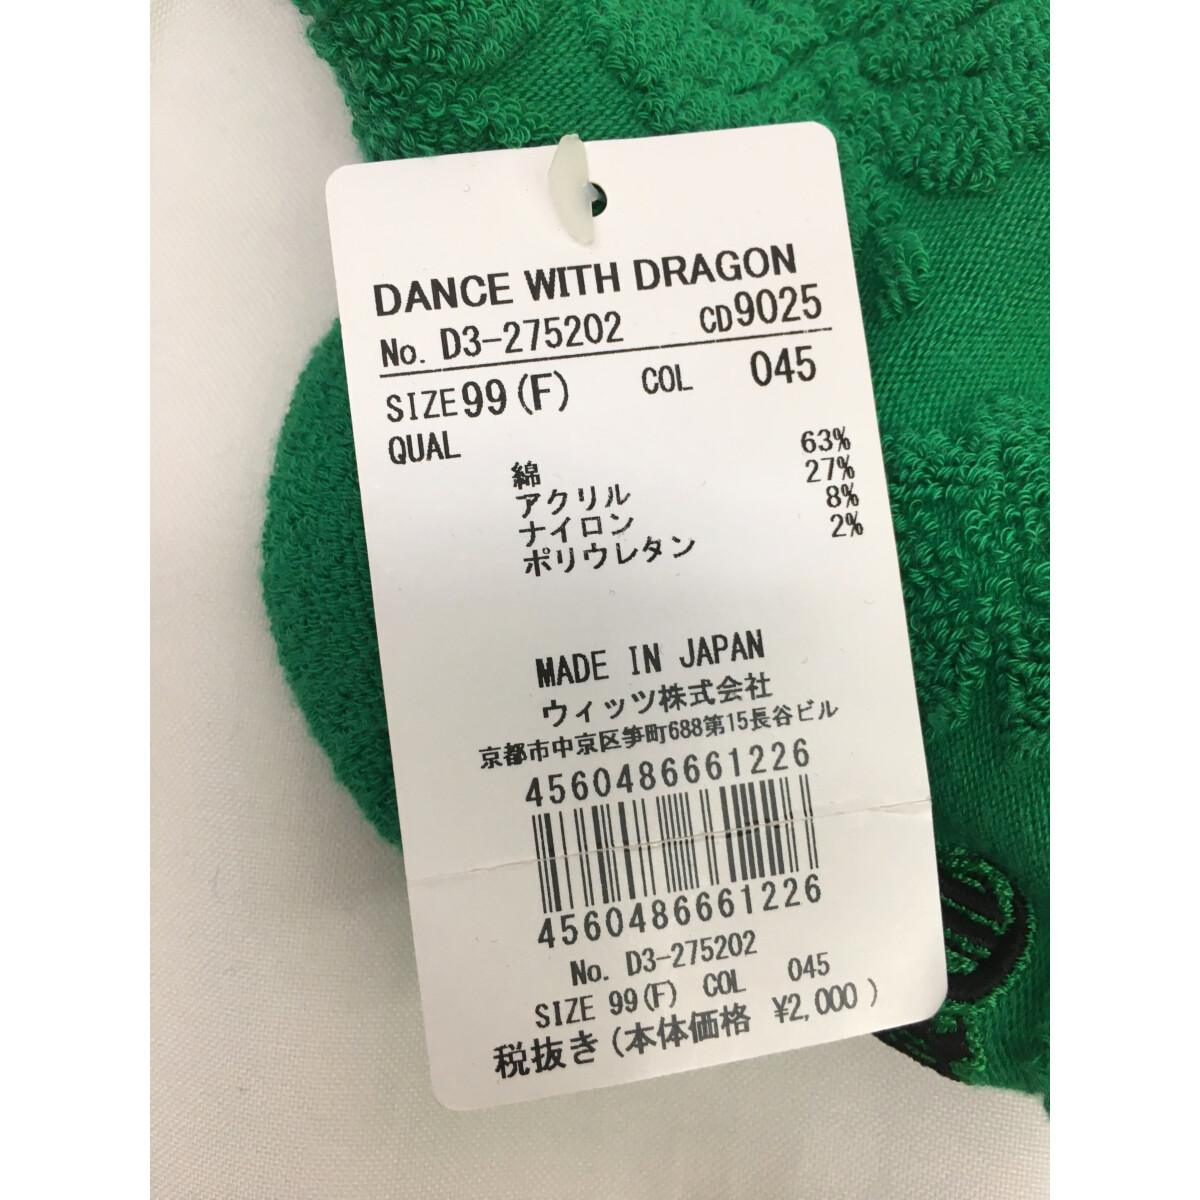 DANCE WITH DRAGON
No. D3-275202 CD9025
SIZE 99(F) COL 045
QUAL
綿 63%
アクリル 27%
ナイロン 8%
ポリウレタン 2%
MADE IN JAPAN
ウィッツ株式会社
京都市中京区笋町688第15長谷ビル
4560486661226
4560486661226
No. D3-275202
SIZE 99(F) COL 045
税抜き(本体価格 ¥2,000)